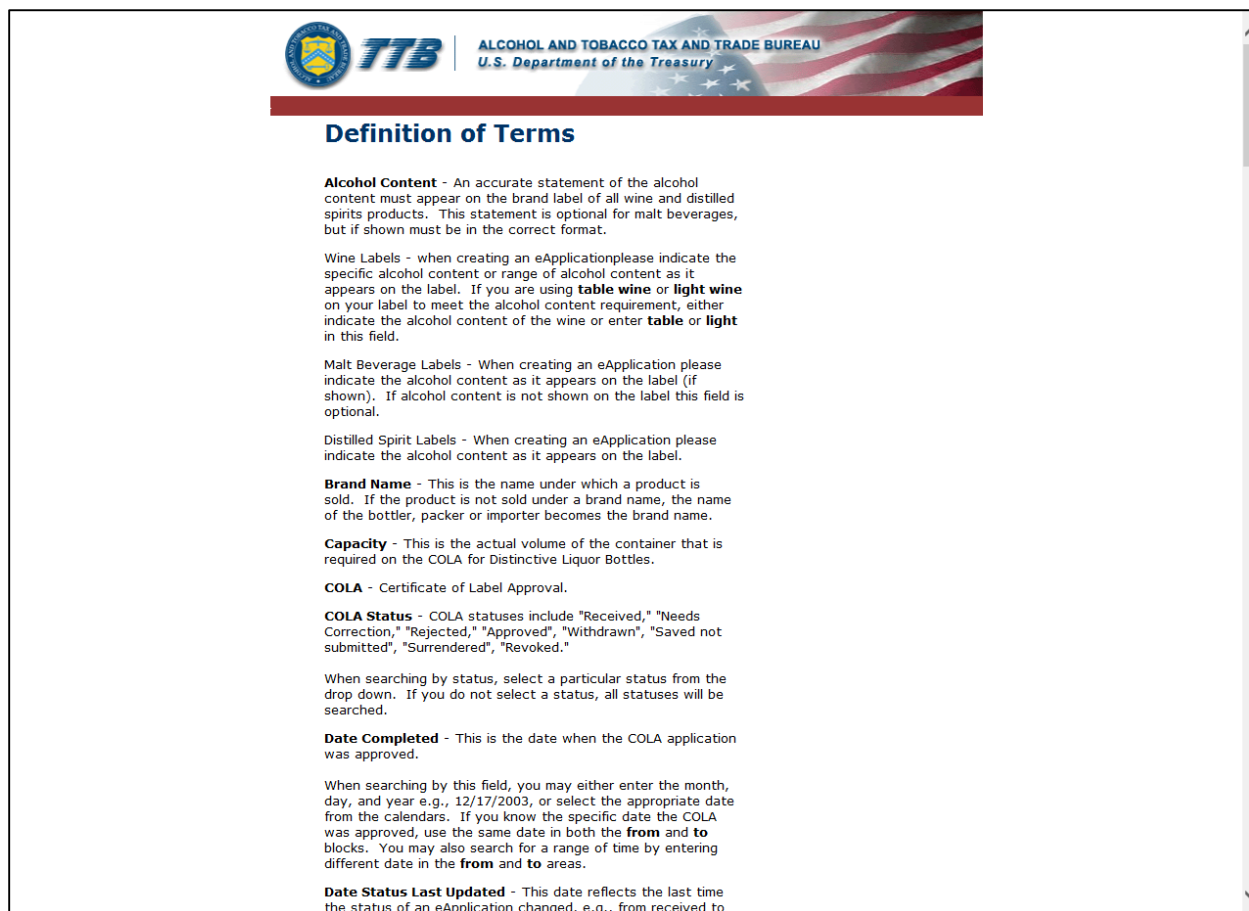 TTB
ALCOHOL AND TOBACCO TAX AND TRADE BUREAU
U.S. Department of the Treasury
Definition of Terms
Alcohol Content - An accurate statement of the alcohol
content must appear on the brand label of all wine and distilled
spirits products. This statement is optional for malt beverages,
but if shown must be in the correct format.
Wine Labels - when creating an eApplicationplease indicate the
specific alcohol content or range of alcohol content as it
appears on the label. If you are using table wine or light wine
on your label to meet the alcohol content requirement, either
indicate the alcohol content of the wine or enter table or light
in this field.
Malt Beverage Labels - When creating an eApplication please
indicate the alcohol content as it appears on the label (if
shown). If alcohol content is not shown on the label this field is
optional.
Distilled Spirit Labels - When creating an eApplication please
indicate the alcohol content as it appears on the label.
Brand Name - This is the name under which a product is
sold. If the product is not sold under a brand name, the name
of the bottler, packer or importer becomes the brand name.
Capacity - This is the actual volume of the container that is
required on the COLA for Distinctive Liquor Bottles.
COLA - Certificate of Label Approval.
COLA Status - COLA statuses include "Received," "Needs
Correction," "Rejected," "Approved", "Withdrawn", "Saved not
submitted", "Surrendered", "Revoked."
When searching by status, select a particular status from the
drop down. If you do not select a status, all statuses will be
searched.
Date Completed - This is the date when the COLA application
was approved.
When searching by this field, you may either enter the month,
day, and year e.g., 12/17/2003, or select the appropriate date
from the calendars. If you know the specific date the COLA
was approved, use the same date in both the from and to
blocks. You may also search for a range of time by entering
different date in the from and to areas.
Date Status Last Updated - This date reflects the last time
the status of an eApplication changed, e.g., from received to